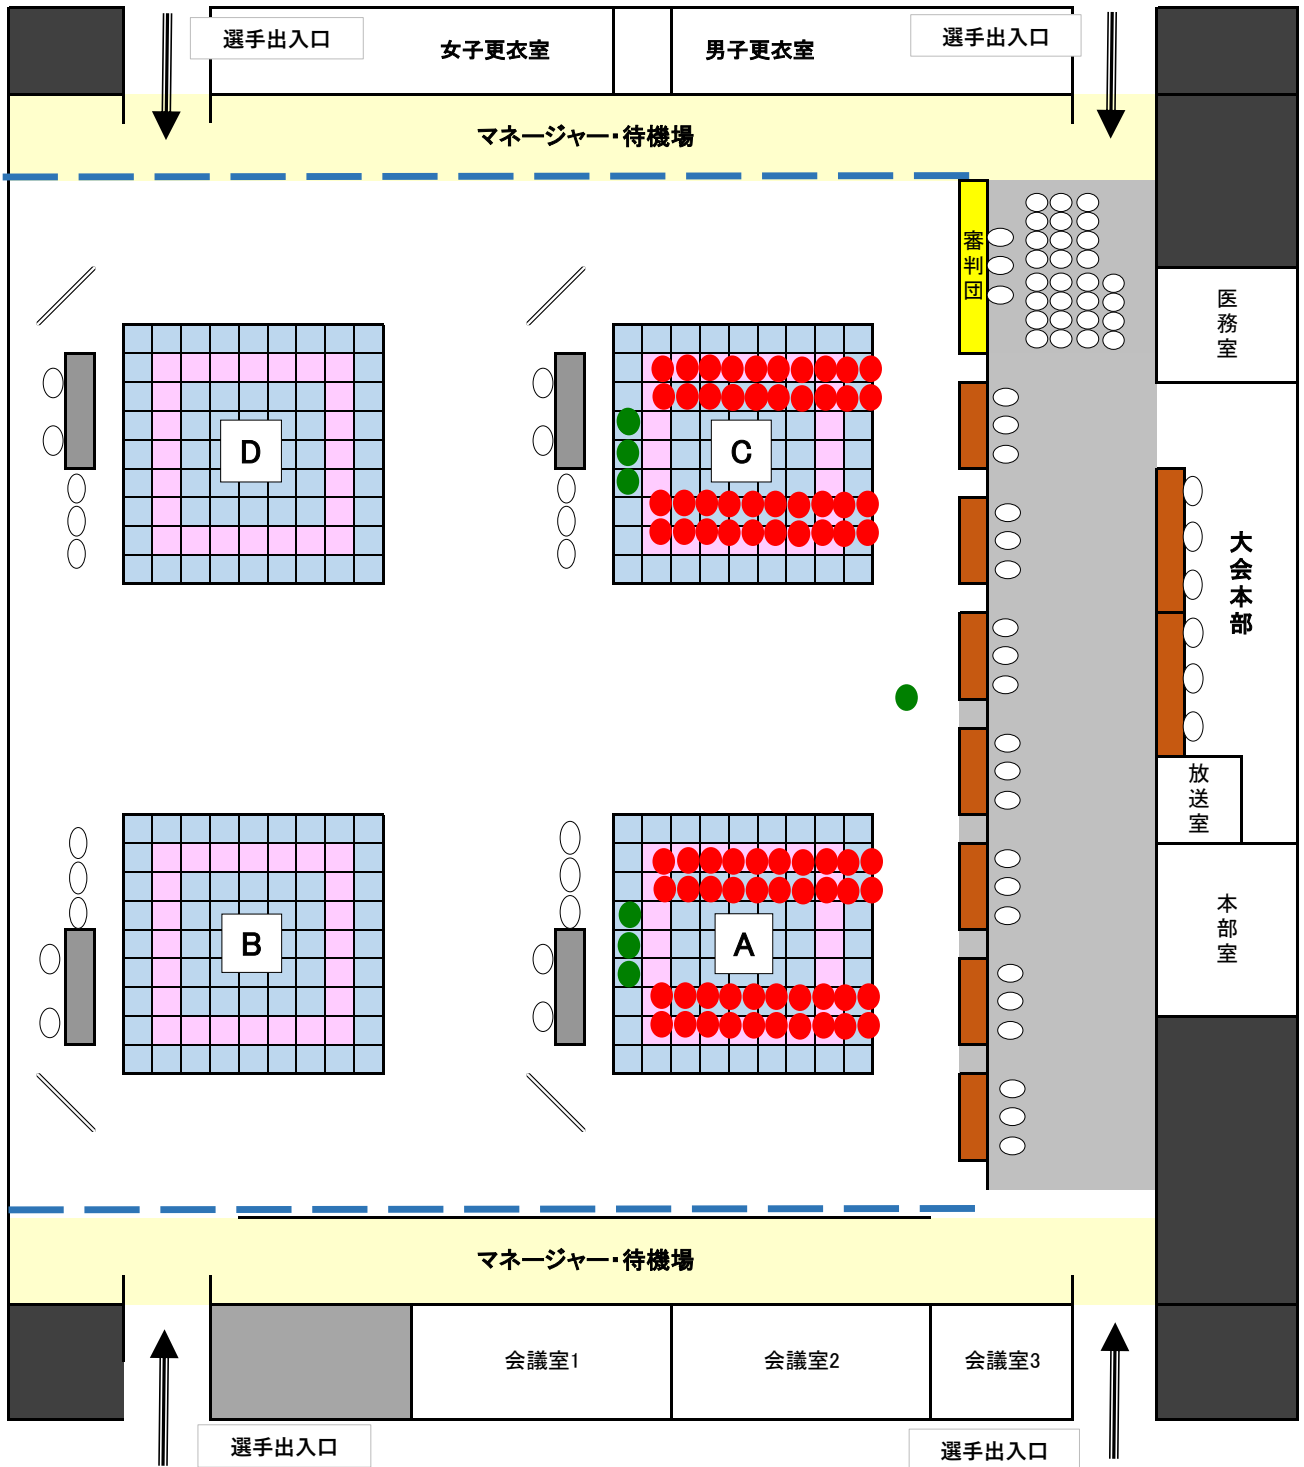 選手出入口
女子更衣室
男子更衣室
選手出入口
マネージャー・待機場
審判団
医務室
D
C
大会本部
放送室
B
A
本部室
マネージャー・待機場
会議室1
会議室2
会議室3
選手出入口
選手出入口